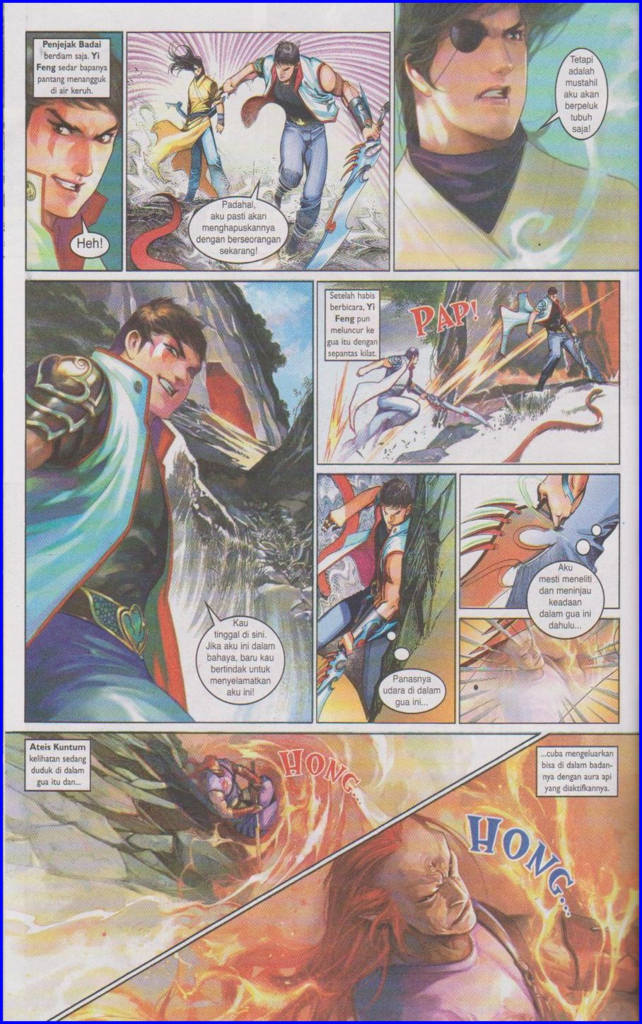 Penjejak Badai
berdiam saja. Yi
Feng sedar bapanya
pantang menangguk
di air keruh.
Heh!
Padahal,
aku pasti akan
menghapuskannya
dengan berseorangan
sekarang!
Tetapi
adalah
mustahil
aku akan
berpeluk
tubuh
saja!
Kau
tinggal di sini.
Jika aku ini dalam
bahaya, baru kau
bertindak untuk
menyelamatkan
aku ini!
Setelah habis
berbicara, Yi
Feng pun
meluncur ke
gua itu dengan
sepantas kilat.
PAP!
Panasnya
udara di dalam
gua ini...
Aku
mesti meneliti
dan meninjau
keadaan
dalam gua ini
dahulu...
Ateis Kuntum
kelihatan sedang
duduk di dalam
gua itu dan...
HONG...
...cuba mengeluarkan
bisa di dalam badan-
nya dengan aura api
yang diaktifkannya.
HONG...